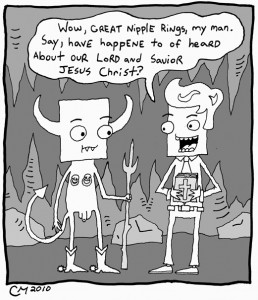 Wow, GREAT Nipple Rings, my man.
Say, have happene to of heard
About our Lord and Savior
Jesus Christ?
CM 2010